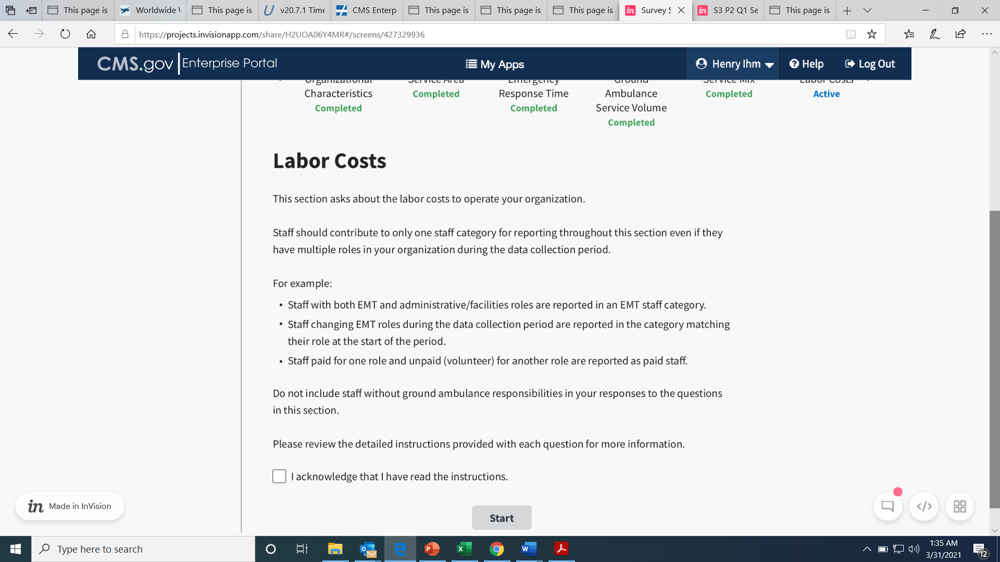 This page is
Worldwide
This page is
v20.7.1 Time
CMS Enterp
This page is
This page is
This page is
Survey S
S3 P2 Q1 Se
This page is
https://projects.invisionapp.com/share/H2UOA06Y4MR#/screens/427329936
CMS.gov Enterprise Portal
My Apps
Henry Ihm
Help
Log Out
Organizational
Characteristics
Completed
Service Area
Completed
Emergency
Response Time
Completed
Ground
Ambulance
Service Volume
Completed
Service Mix
Completed
Labor Costs
Active
Labor Costs
This section asks about the labor costs to operate your organization.
Staff should contribute to only one staff category for reporting throughout this section even if they
have multiple roles in your organization during the data collection period.
For example:
• Staff with both EMT and administrative/facilities roles are reported in an EMT staff category.
• Staff changing EMT roles during the data collection period are reported in the category matching
their role at the start of the period.
• Staff paid for one role and unpaid (volunteer) for another role are reported as paid staff.
Do not include staff without ground ambulance responsibilities in your responses to the questions
in this section.
Please review the detailed instructions provided with each question for more information.
I acknowledge that I have read the instructions.
in Made in InVision
Start
Type here to search
1:35 AM
3/31/2021
12